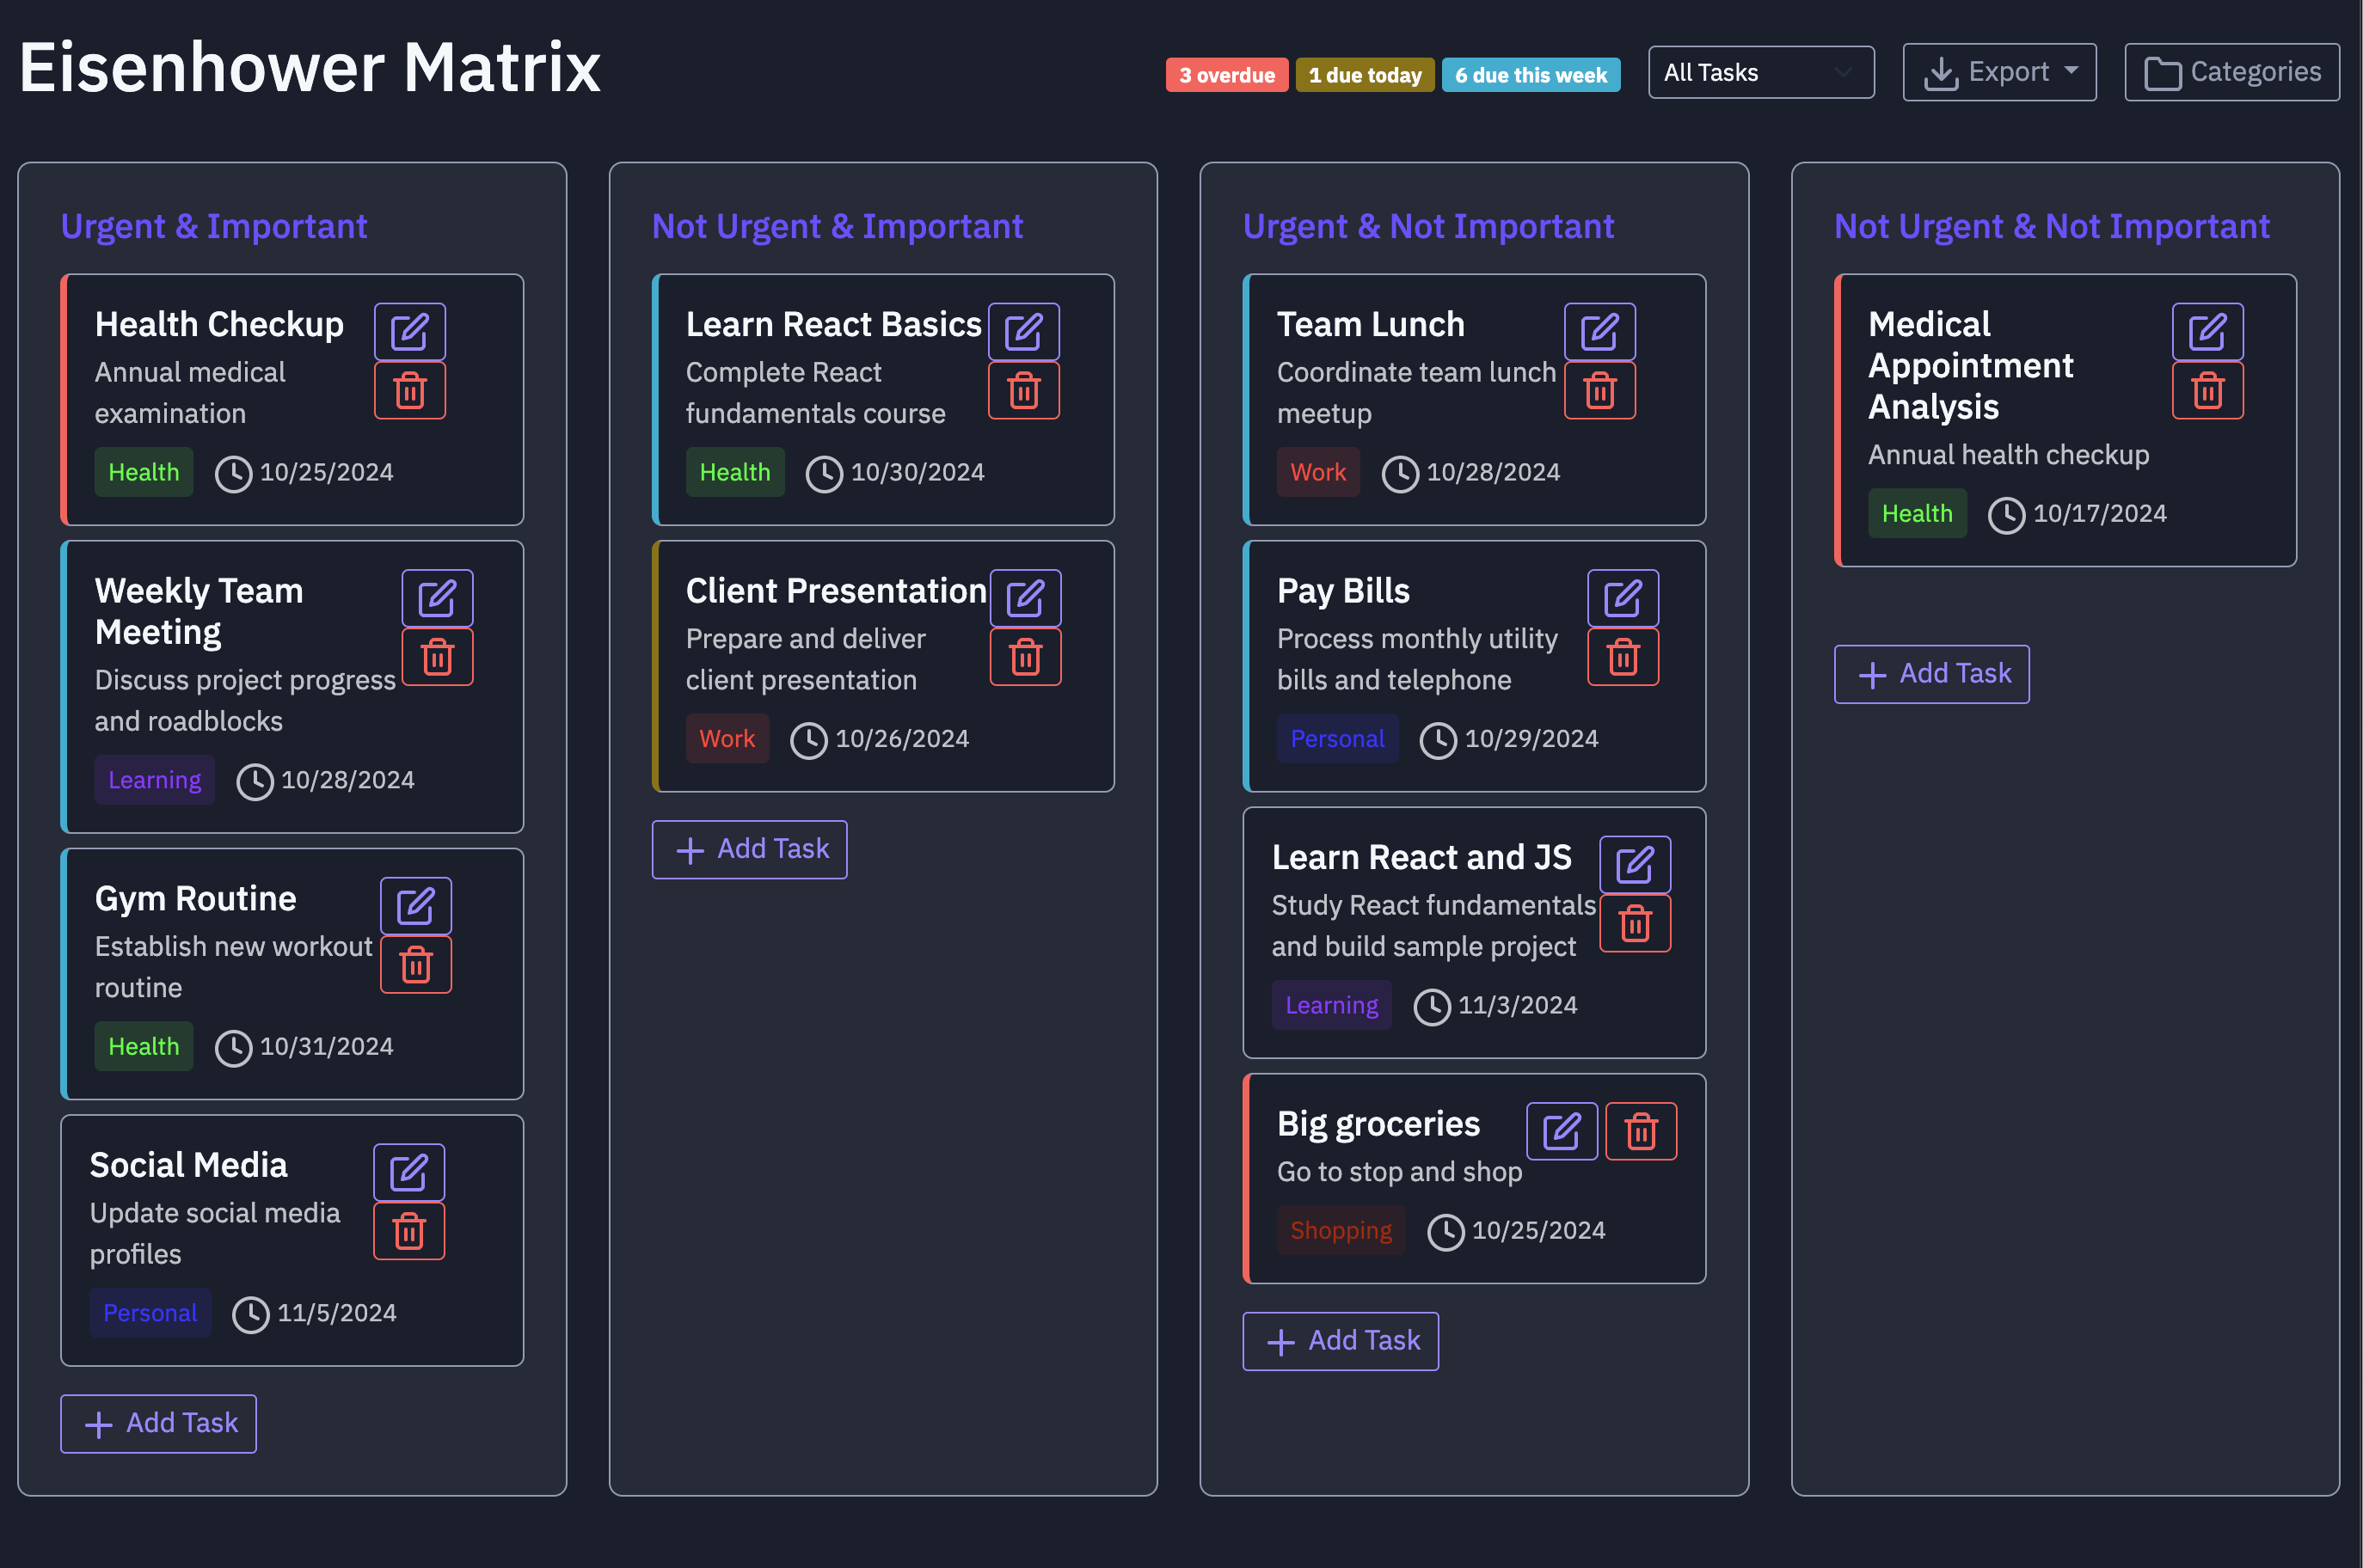 Eisenhower Matrix
3 overdue
1 due today
6 due this week
All Tasks
Export
Categories
Urgent & Important
Health Checkup
Annual medical
examination
Health
10/25/2024
Weekly Team
Meeting
Discuss project progress
and roadblocks
Learning
10/28/2024
Gym Routine
Establish new workout
routine
Health
10/31/2024
Social Media
Update social media
profiles
Personal
11/5/2024
Add Task
Not Urgent & Important
Learn React Basics
Complete React
fundamentals course
Health
10/30/2024
Client Presentation
Prepare and deliver
client presentation
Work
10/26/2024
Add Task
Urgent & Not Important
Team Lunch
Coordinate team lunch
meetup
Work
10/28/2024
Pay Bills
Process monthly utility
bills and telephone
Personal
10/29/2024
Learn React and JS
Study React fundamentals
and build sample project
Learning
11/3/2024
Big groceries
Go to stop and shop
Shopping
10/25/2024
Add Task
Not Urgent & Not Important
Medical
Appointment
Analysis
Annual health checkup
Health
10/17/2024
Add Task